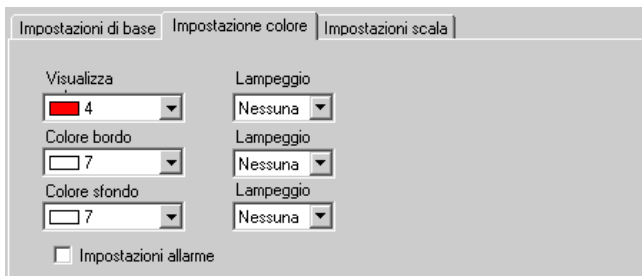 Impostazioni di base Impostazione colore Impostazioni scala
Visualizza Lampeggio
4 Nessuna
Colore bordo Lampeggio
7 Nessuna
Colore sfondo Lampeggio
7 Nessuna
Impostazioni allarme